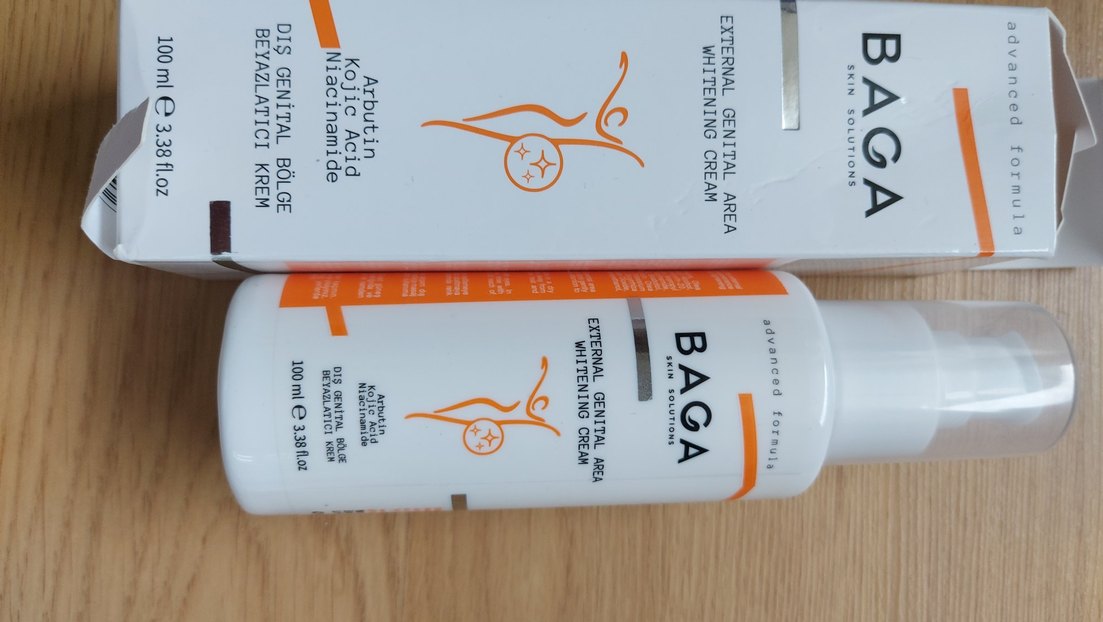 advanced formula
BAGA
SKIN SOLUTIONS
EXTERNAL GENITAL AREA
WHITENING CREAM
Arbutin
Kojic Acid
Niacinamide
DIŞ GENİTAL BÖLGE
BEYAZLATICI KREM
100 ml e 3.38 fl.oz
advanced formula
BAGA
SKIN SOLUTIONS
EXTERNAL GENITAL AREA
WHITENING CREAM
Arbutin
Kojic Acid
Niacinamide
DIŞ GENİTAL BÖLGE
BEYAZLATICI KREM
100 ml e 3.38 fl.oz